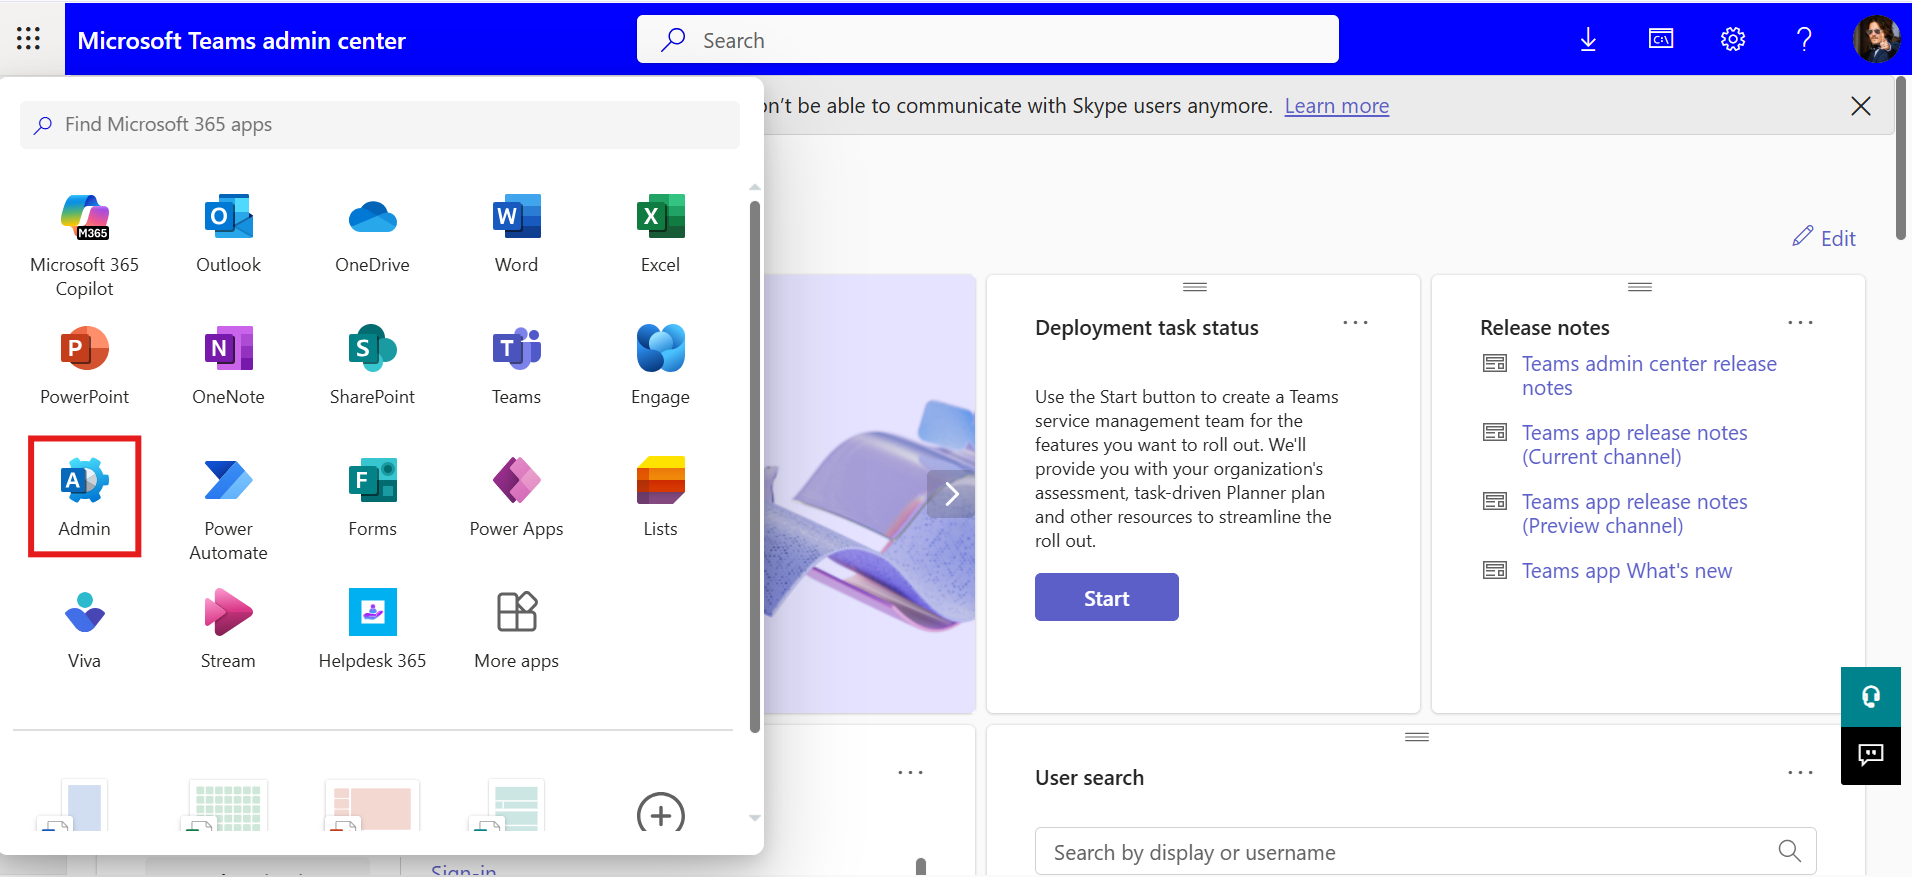 Microsoft Teams admin center
Search
Find Microsoft 365 apps
on't be able to communicate with Skype users anymore. Learn more
M365
Microsoft 365
Copilot
Outlook
OneDrive
Word
Excel
PowerPoint
OneNote
SharePoint
Teams
Engage
Admin
Power
Automate
Forms
Power Apps
Lists
Viva
Stream
Helpdesk 365
More apps
Edit
Deployment task status
Use the Start button to create a Teams
service management team for the
features you want to roll out. We'll
provide you with your organization's
assessment, task-driven Planner plan
and other resources to streamline the
roll out.
Start
Release notes
Teams admin center release
notes
Teams app release notes
(Current channel)
Teams app release notes
(Preview channel)
Teams app What's new
User search
Search by display or username
Sign-in